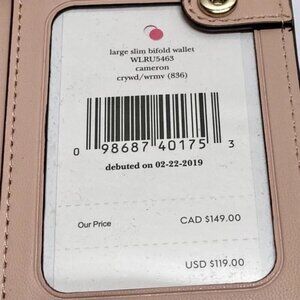 large slim bifold wallet
WLRU5463
cameron
crywd/wrmv (836)
0 98687 40175 3
debuted on 02-22-2019
Our Price CAD $149.00
USD $119.00